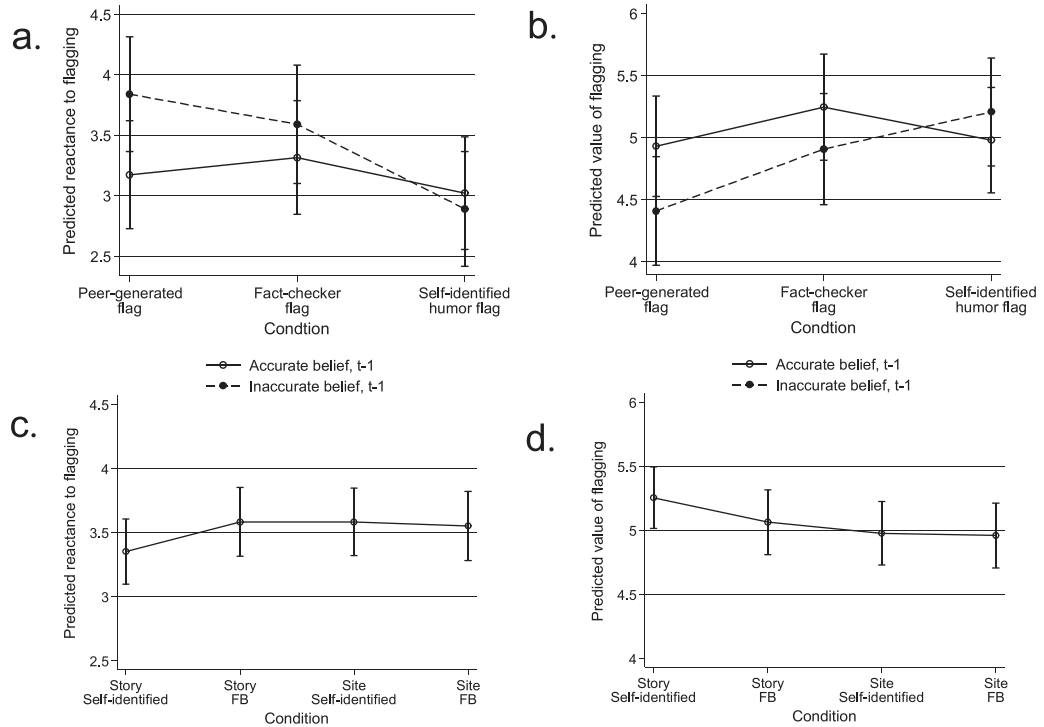 a.
Predicted reactance to flagging
4.5
4
3.5
3
2.5
Peer-generated flag
Fact-checker flag
Self-identified humor flag
Condtion
b.
Predicted value of flagging
6
5.5
5
4.5
4
Peer-generated flag
Fact-checker flag
Self-identified humor flag
Condtion
Accurate belief, t-1
Inaccurate belief, t-1
Accurate belief, t-1
Inaccurate belief, t-1
c.
Predicted reactance to flagging
4.5
4
3.5
3
2.5
Story Self-identified
Story FB
Site Self-identified
Site FB
Condition
d.
Predicted value of flagging
6
5.5
5
4.5
4
Story Self-identified
Story FB
Site Self-identified
Site FB
Condition